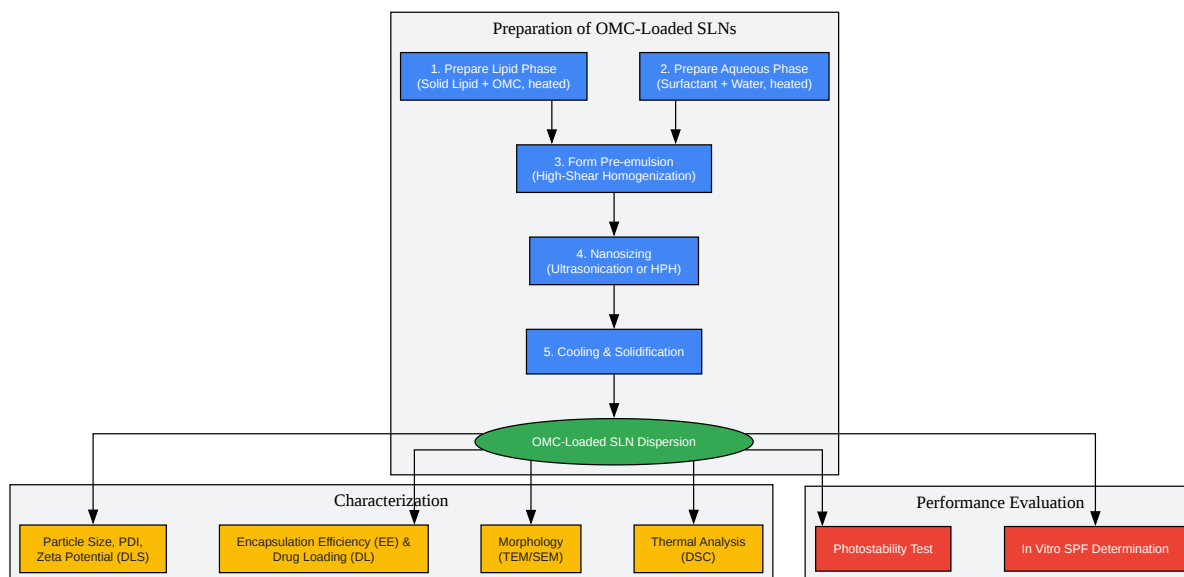 Preparation of OMC-Loaded SLNs
1. Prepare Lipid Phase
(Solid Lipid + OMC, heated)
2. Prepare Aqueous Phase
(Surfactant + Water, heated)
3. Form Pre-emulsion
(High-Shear Homogenization)
4. Nanosizing
(Ultrasonication or HPH)
5. Cooling & Solidification
OMC-Loaded SLN Dispersion
Characterization
Particle Size, PDI,
Zeta Potential (DLS)
Encapsulation Efficiency (EE) &
Drug Loading (DL)
Morphology
(TEM/SEM)
Thermal Analysis
(DSC)
Performance Evaluation
Photostability Test
In Vitro SPF Determination